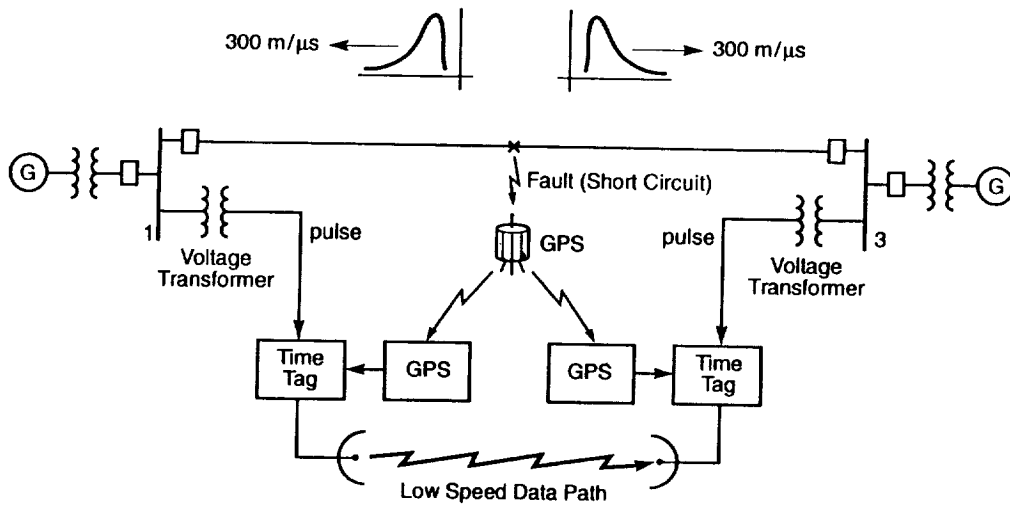 300 m/μs
300 m/μs
G
G
Fault (Short Circuit)
1
pulse
GPS
pulse
3
Voltage
Transformer
Voltage
Transformer
Time
Tag
GPS
GPS
Time
Tag
Low Speed Data Path